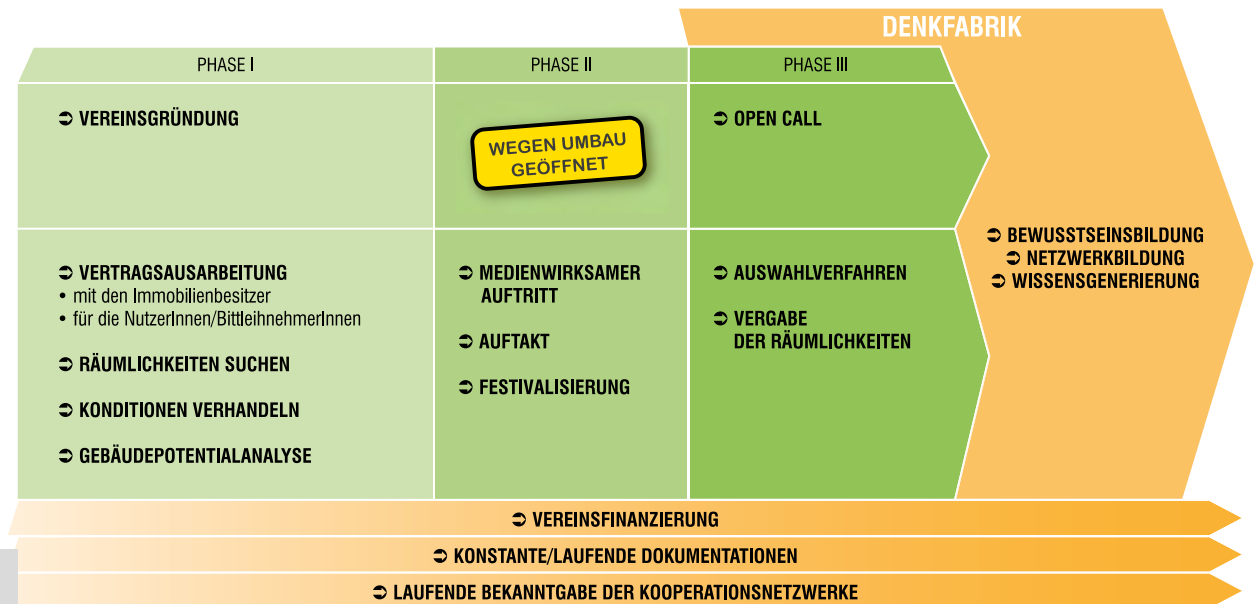 DENKFABRIK
PHASE I
PHASE II
PHASE III
➲ VEREINSGRÜNDUNG
WEGEN UMBAU
GEÖFFNET
➲ OPEN CALL
➲ VERTRAGSAUSARBEITUNG
• mit den Immobilienbesitzer
• für die NutzerInnen/BittleihnehmerInnen
➲ RÄUMLICHKEITEN SUCHEN
➲ KONDITIONEN VERHANDELN
➲ GEBÄUDEPOTENTIALANALYSE
➲ MEDIENWIRKSAMER
AUFTRITT
➲ AUFTAKT
➲ FESTIVALISIERUNG
➲ AUSWAHLVERFAHREN
➲ VERGABE
DER RÄUMLICHKEITEN
➲ BEWUSSTSEINSBILDUNG
➲ NETZWERKBILDUNG
➲ WISSENSGENERIERUNG
➲ VEREINSFINANZIERUNG
➲ KONSTANTE/LAUFENDE DOKUMENTATIONEN
➲ LAUFENDE BEKANNTGABE DER KOOPERATIONSNETZWERKE